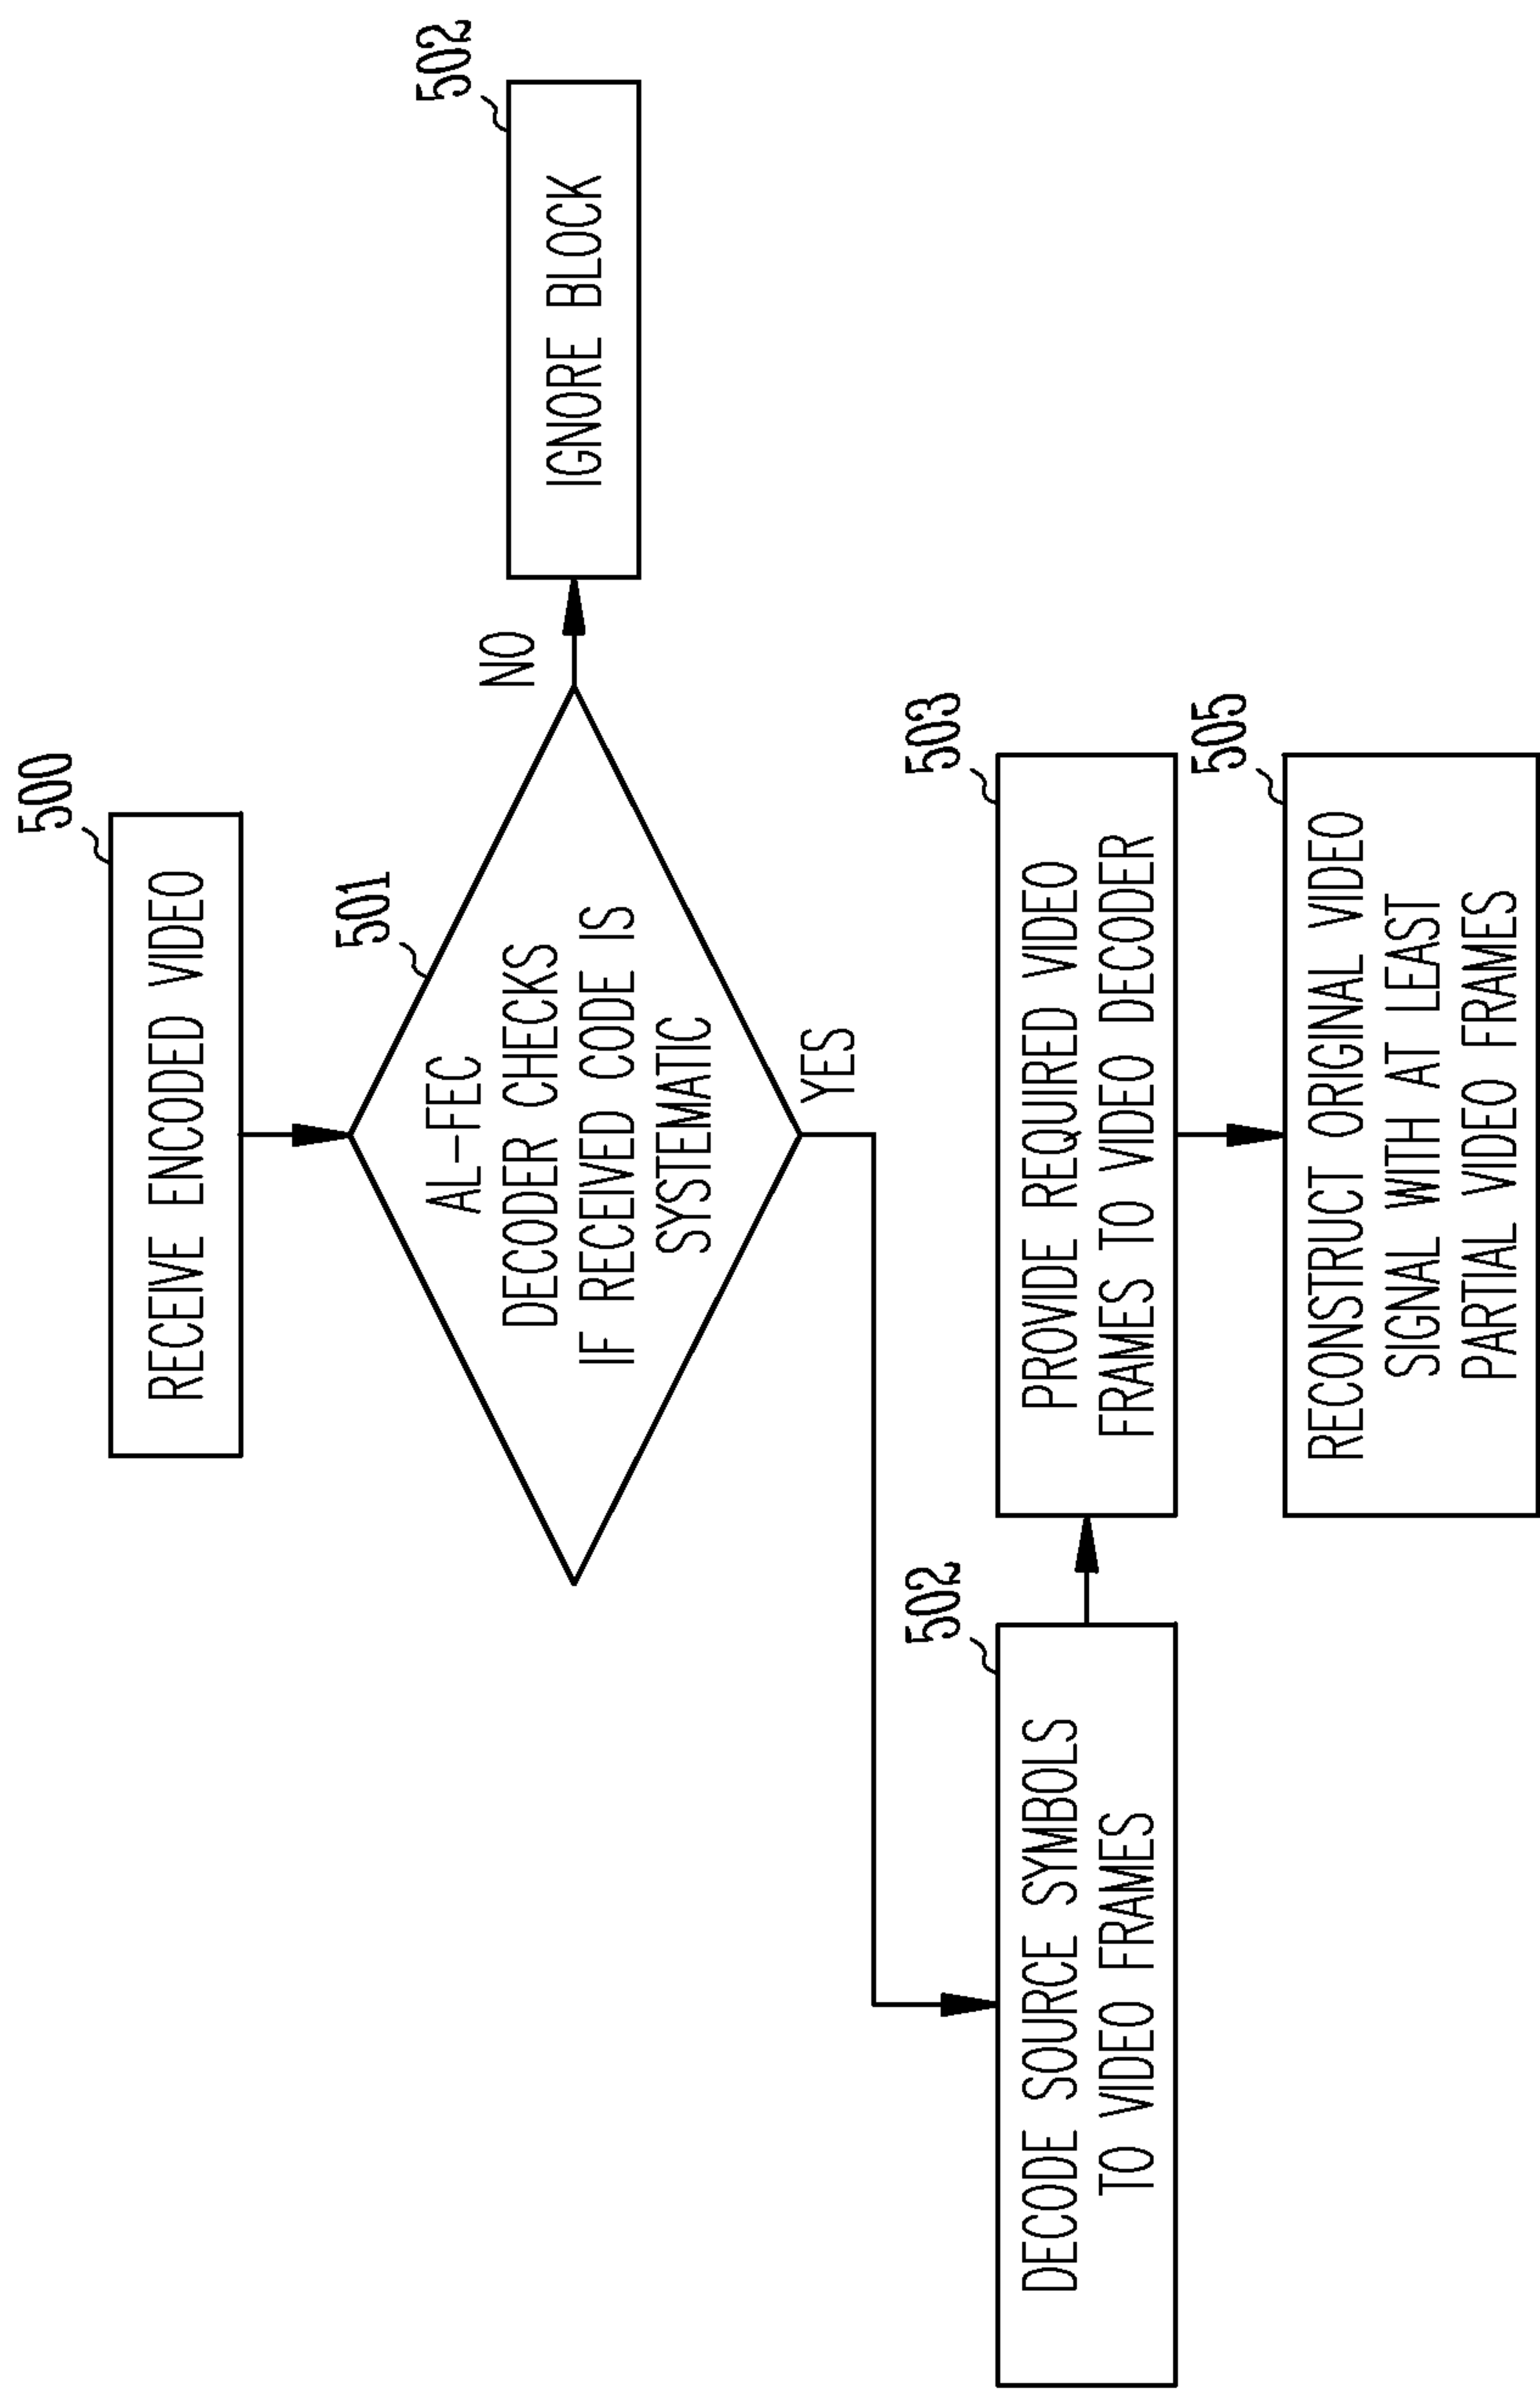 500
RECEIVE ENCODED VIDEO
501
AL-FEC
DECODER CHECKS
IF RECEIVED CODE IS
SYSTEMATIC
NO
502
IGNORE BLOCK
YES
502
DECODE SOURCE SYMBOLS
TO VIDEO FRAMES
503
PROVIDE REQUIRED VIDEO
FRAMES TO VIDEO DECODER
505
RECONSTRUCT ORIGINAL VIDEO
SIGNAL WITH AT LEAST
PARTIAL VIDEO FRAMES